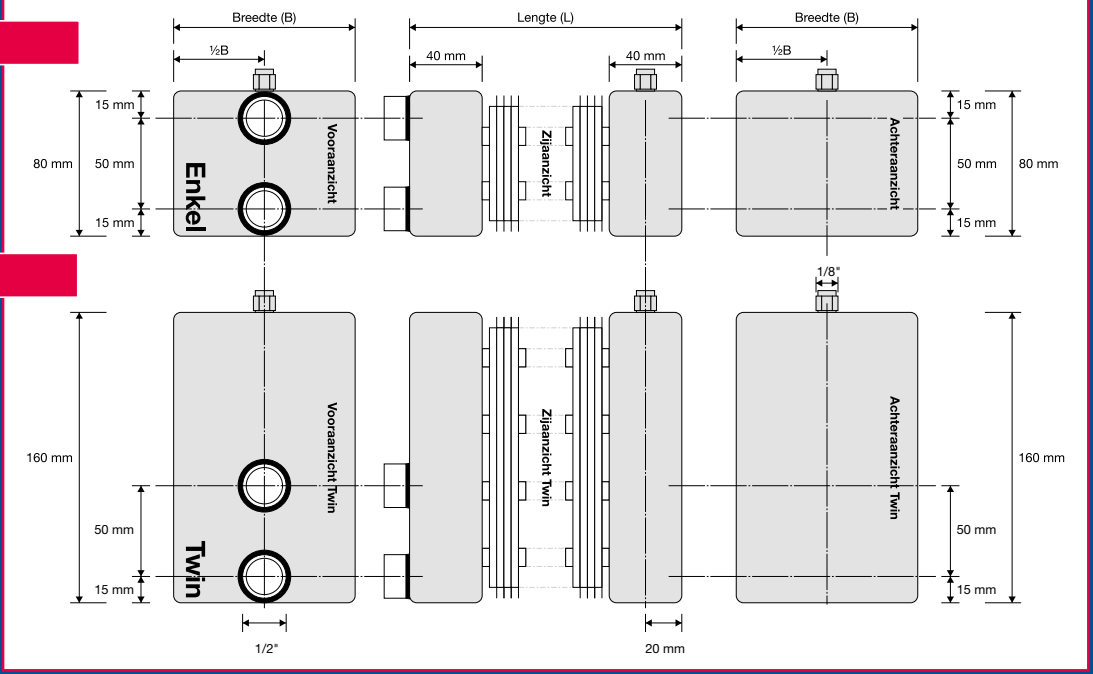 Breedte (B)
Lengte (L)
Breedte (B)
½B
40 mm
40 mm
½B
15 mm
50 mm
80 mm
15 mm
Enkel
Vooraanzicht
Zijaanzicht
Achteraanzicht
15 mm
50 mm
80 mm
15 mm
1/8"
160 mm
50 mm
15 mm
Twin
Vooraanzicht Twin
Zijaanzicht Twin
Achteraanzicht Twin
160 mm
50 mm
15 mm
1/2"
20 mm